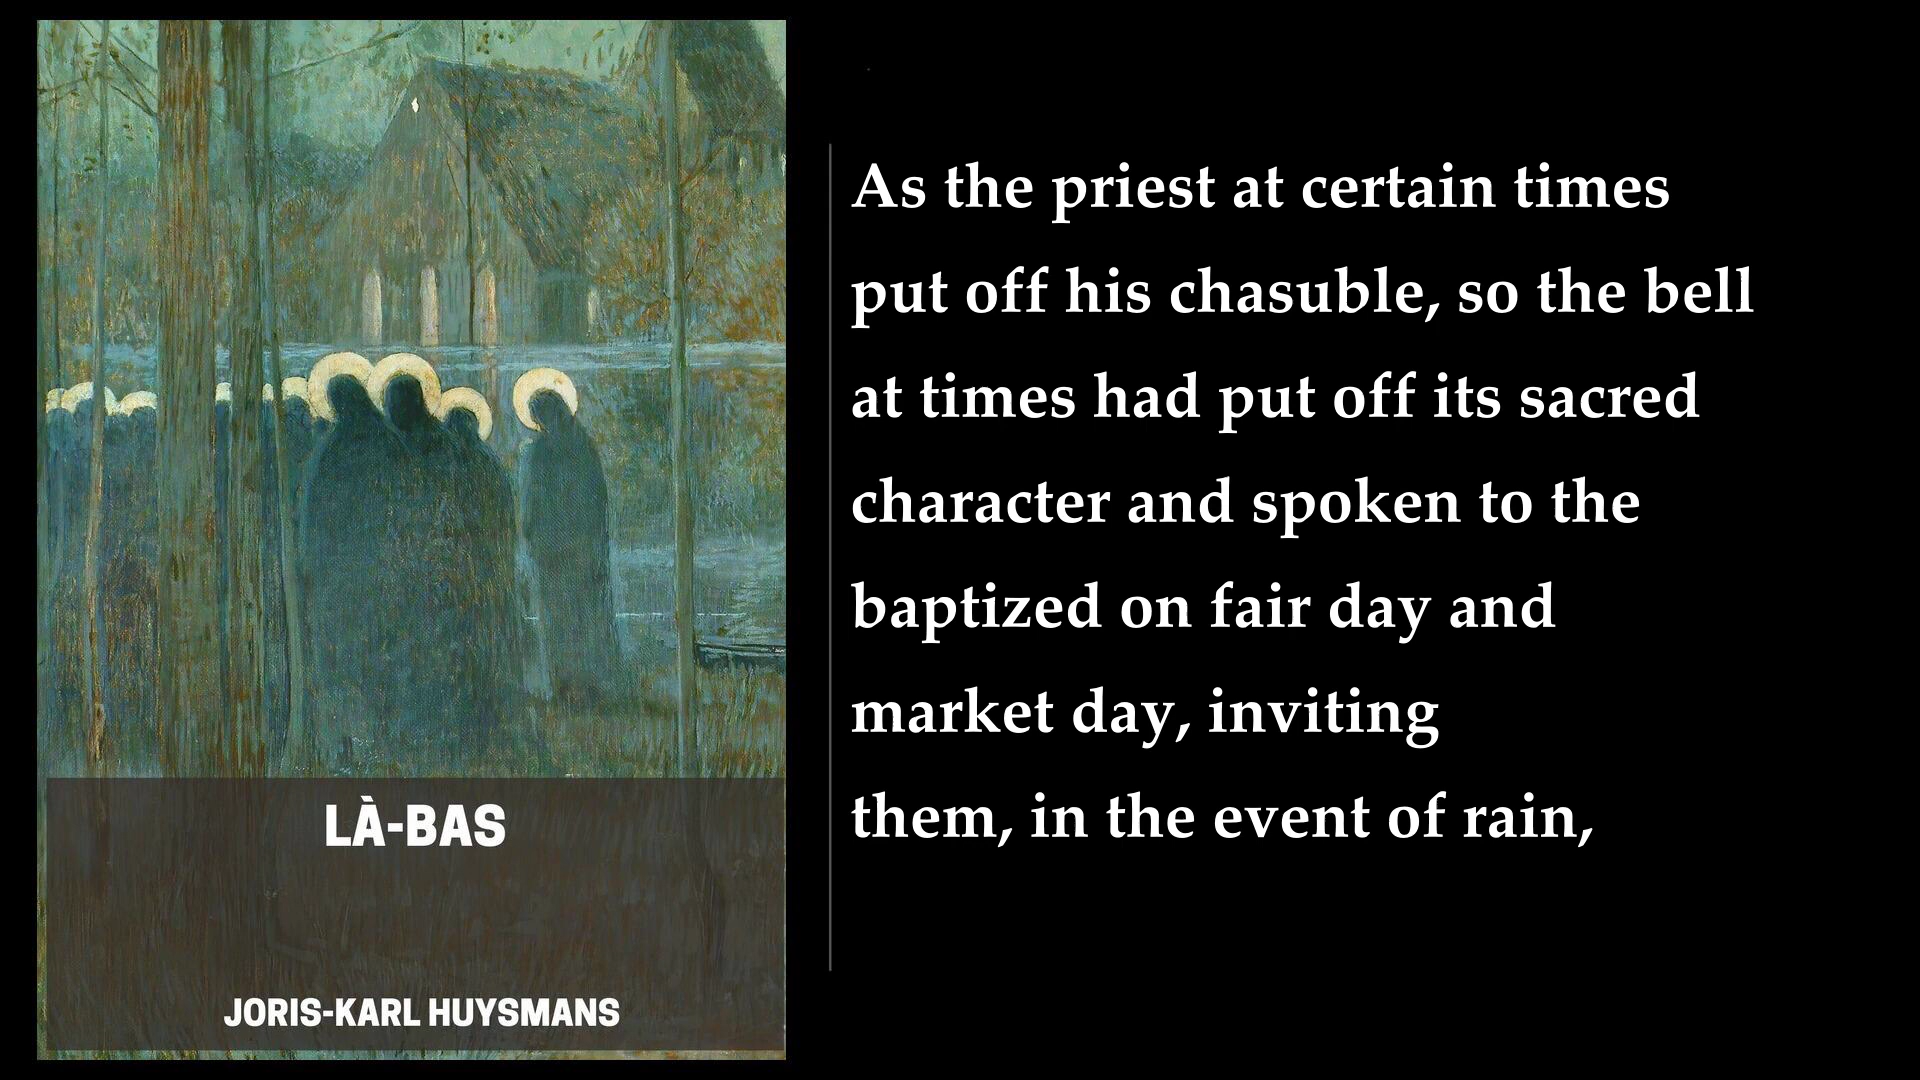 LÀ-BAS
JORIS-KARL HUYSMANS
As the priest at certain times
put off his chasuble, so the bell
at times had put off its sacred
character and spoken to the
baptized on fair day and
market day, inviting
them, in the event of rain,